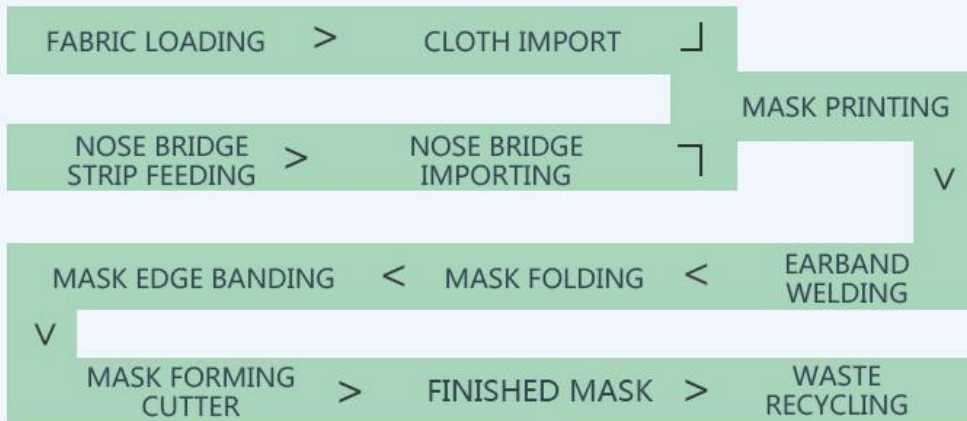 FABRIC LOADING > CLOTH IMPORT
MASK PRINTING
NOSE BRIDGE
STRIP FEEDING > NOSE BRIDGE
IMPORTING
>
EARBAND
WELDING
< MASK FOLDING < MASK EDGE BANDING
>
MASK FORMING
CUTTER > FINISHED MASK > WASTE
RECYCLING